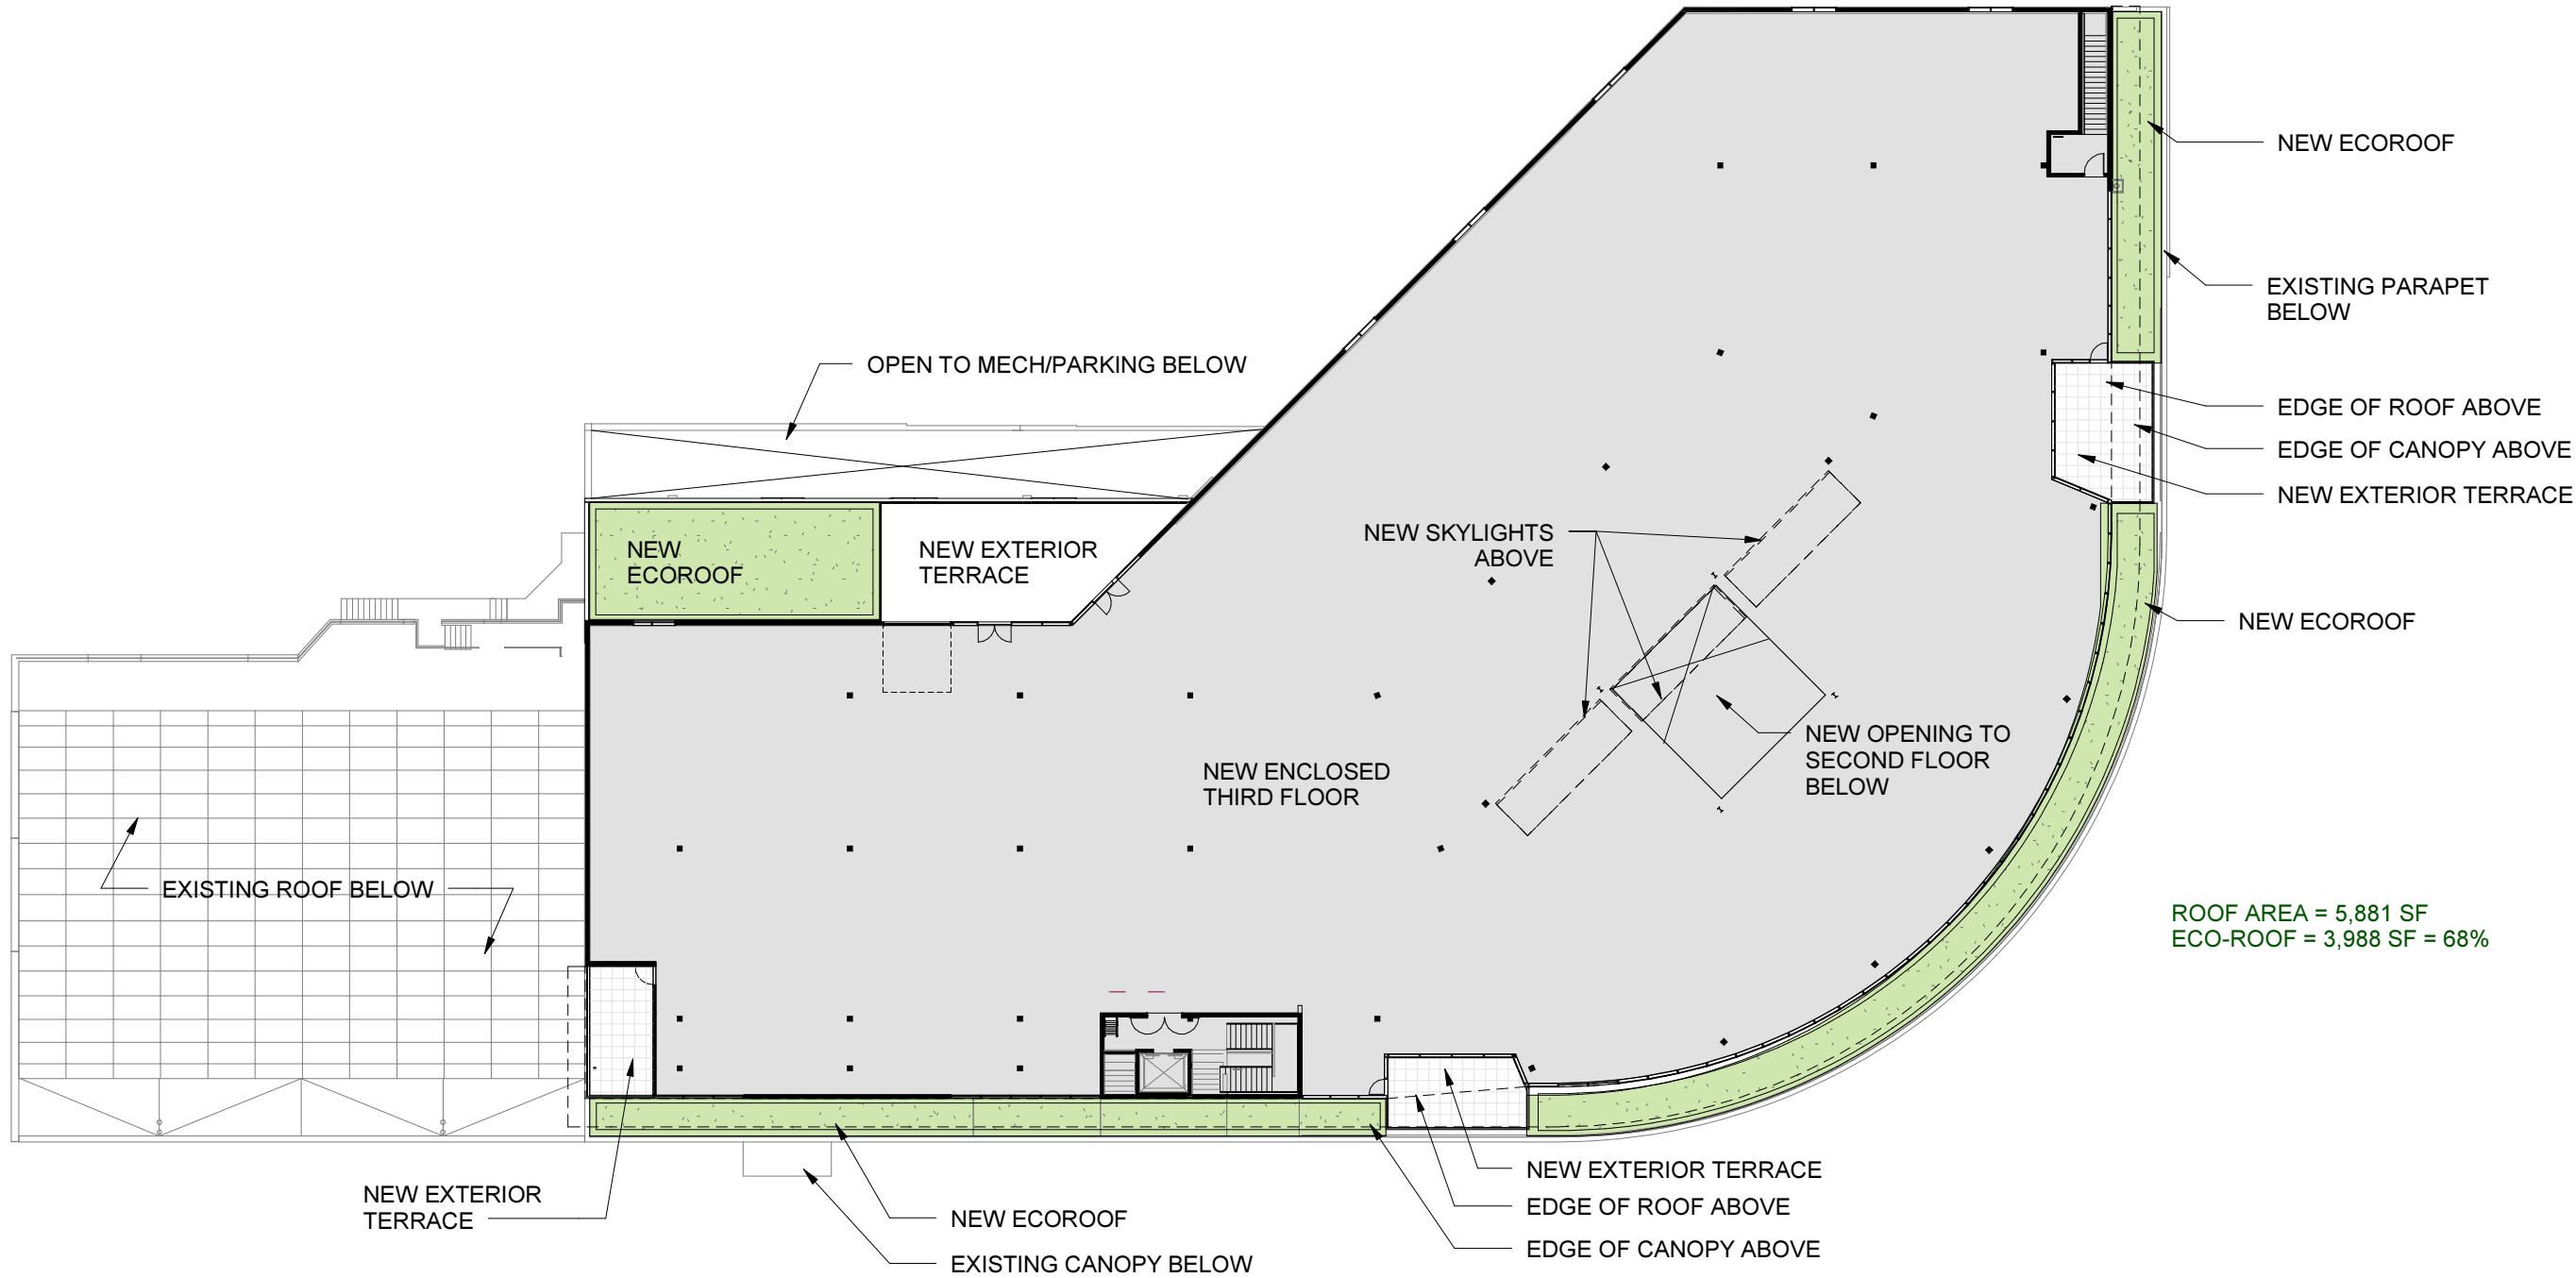 NEW ECOROOF
EXISTING PARAPET
BELOW
OPEN TO MECH/PARKING BELOW
EDGE OF ROOF ABOVE
EDGE OF CANOPY ABOVE
NEW EXTERIOR TERRACE
NEW SKYLIGHTS
ABOVE
NEW
ECOROOF
NEW EXTERIOR
TERRACE
NEW ECOROOF
NEW OPENING TO
SECOND FLOOR
BELOW
NEW ENCLOSED
THIRD FLOOR
EXISTING ROOF BELOW
ROOF AREA = 5,881 SF
ECO-ROOF = 3,988 SF = 68%
NEW EXTERIOR TERRACE
EDGE OF ROOF ABOVE
EDGE OF CANOPY ABOVE
NEW EXTERIOR
TERRACE
NEW ECOROOF
EXISTING CANOPY BELOW